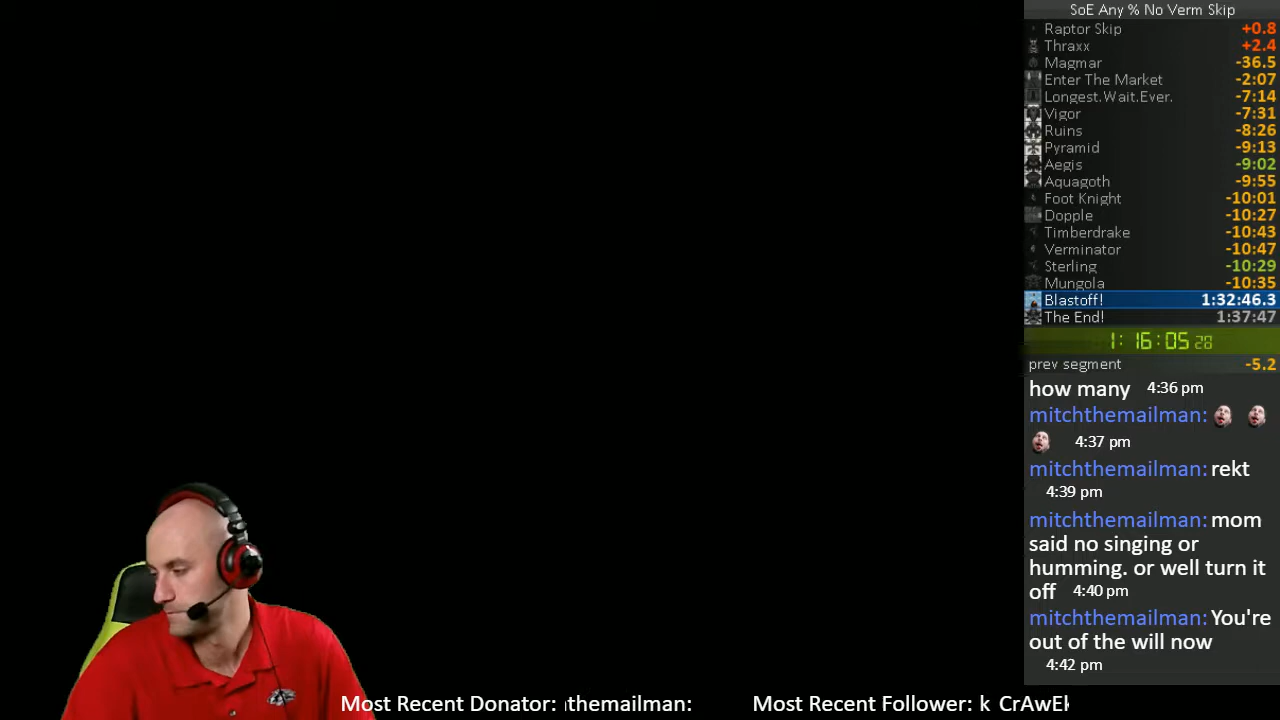 SoE Any % No Verm Skip
Raptor Skip +0.8
Thraxx +2.4
Magmar -36.5
Enter The Market -2:07
Longest.Wait.Ever. -7:14
Vigor -7:31
Ruins -8:26
Pyramid -9:13
Aegis -9:02
Aquagoth -9:55
Foot Knight -10:01
Dopple -10:27
Timberdrake -10:43
Verminator -10:47
Sterling -10:29
Mungola -10:35
Blastoff! 1:32:46.3
The End! 1:37:47
1:16:05 28
prev segment -5.2
how many 4:36 pm
mitchthemailman:
4:37 pm
mitchthemailman: rekt
4:39 pm
mitchthemailman: mom
said no singing or
humming. or well turn it
off 4:40 pm
mitchthemailman: You're
out of the will now
4:42 pm
Most Recent Donator: themailman: Most Recent Follower: k CrAwEk